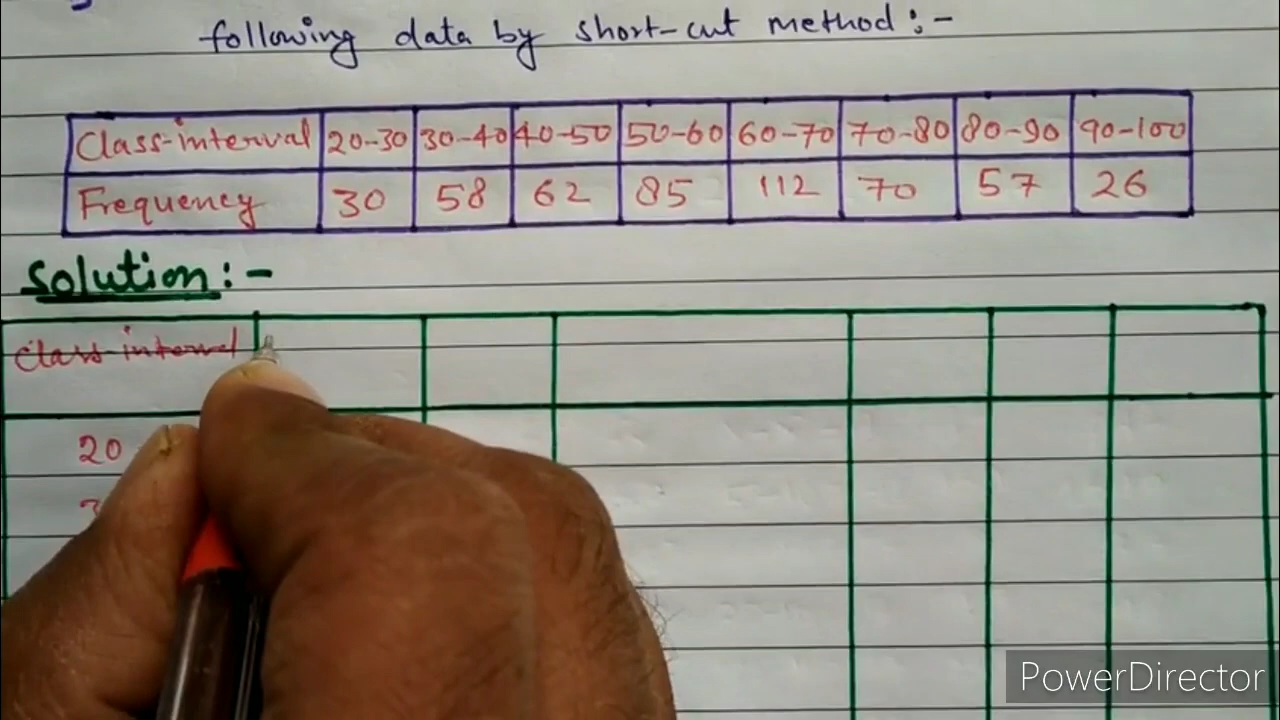 following data by short-cut method:-
Class-interval 20-30 30-40 40-50 50-60 60-70 70-80 80-90 90-100
Frequency 30 58 62 85 112 70 57 26
Solution:-
Class-interval
20
PowerDirector